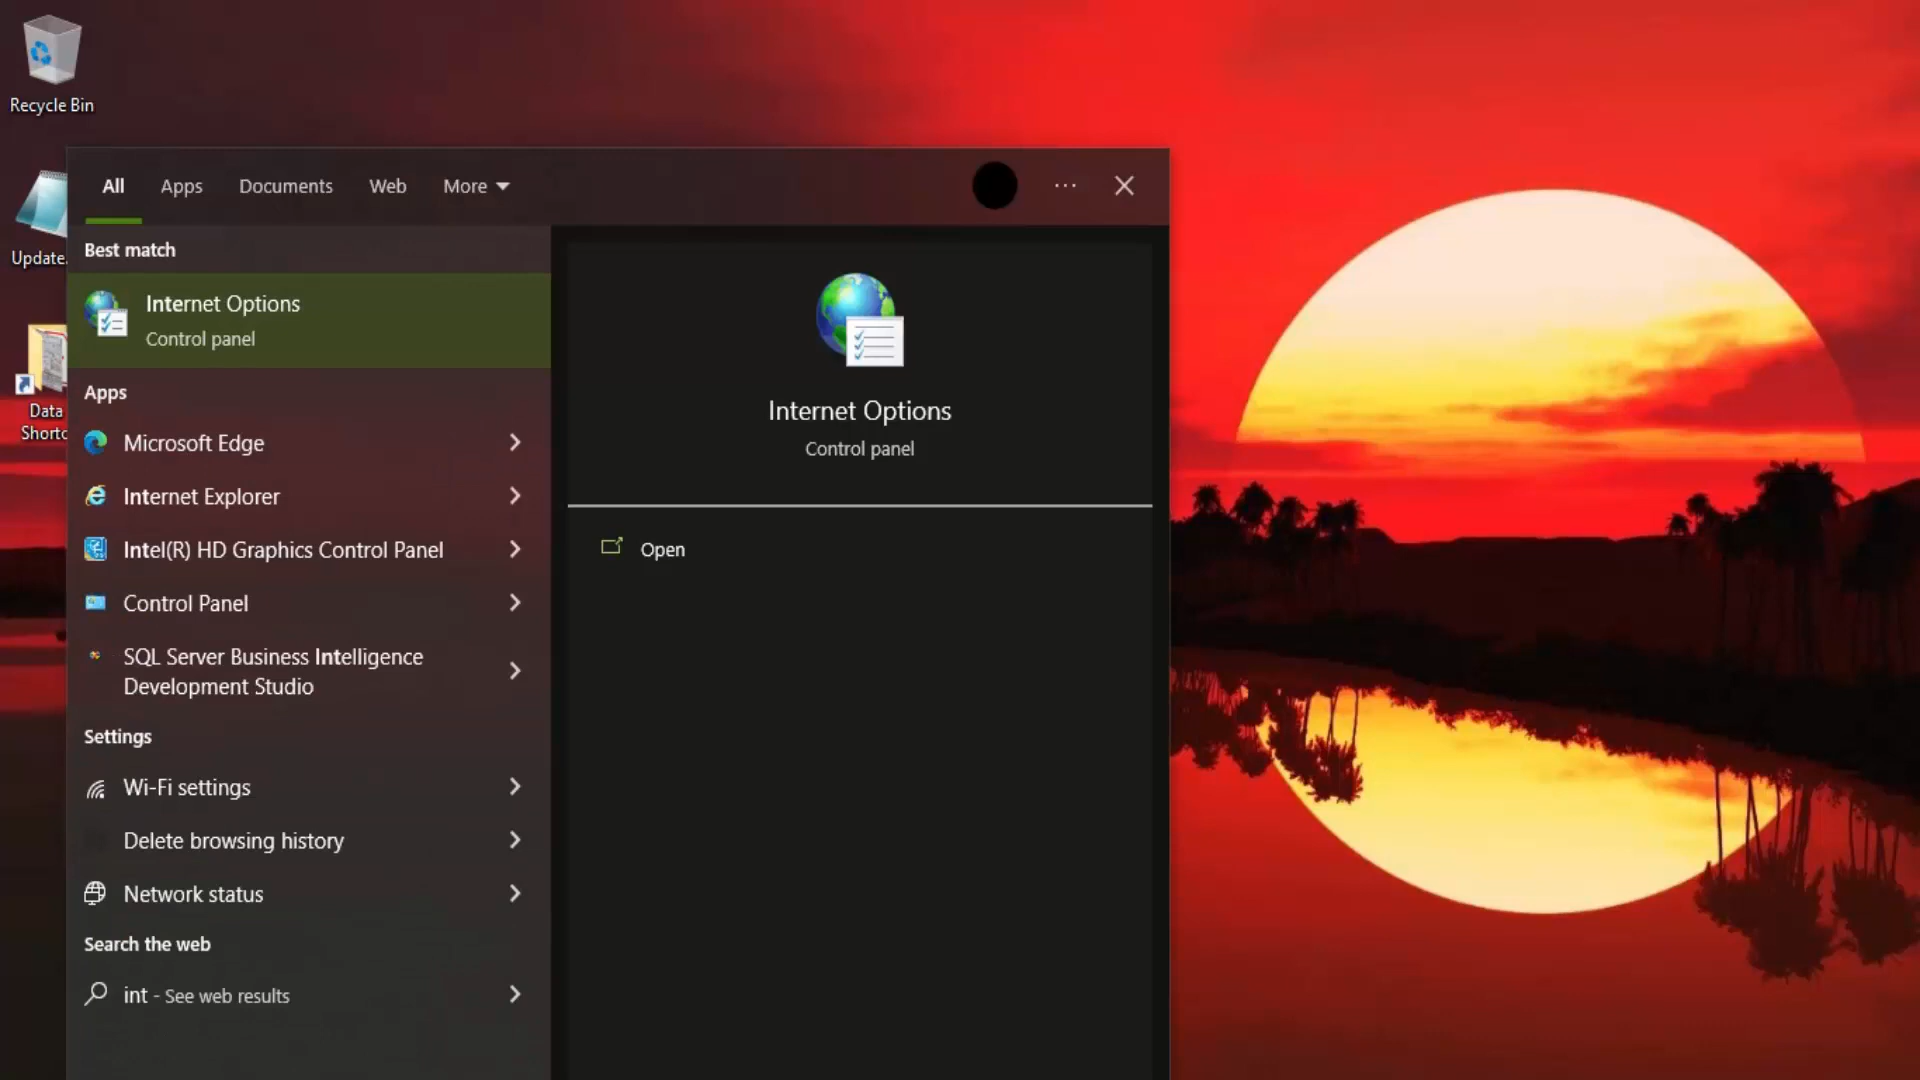 Recycle Bin
Update.
Data
Shortc
All
Apps
Documents
Web
More
Best match
Internet Options
Control panel
Apps
Microsoft Edge
Internet Explorer
Intel(R) HD Graphics Control Panel
Control Panel
SQL Server Business Intelligence
Development Studio
Settings
Wi-Fi settings
Delete browsing history
Network status
Search the web
int - See web results
Internet Options
Control panel
Open